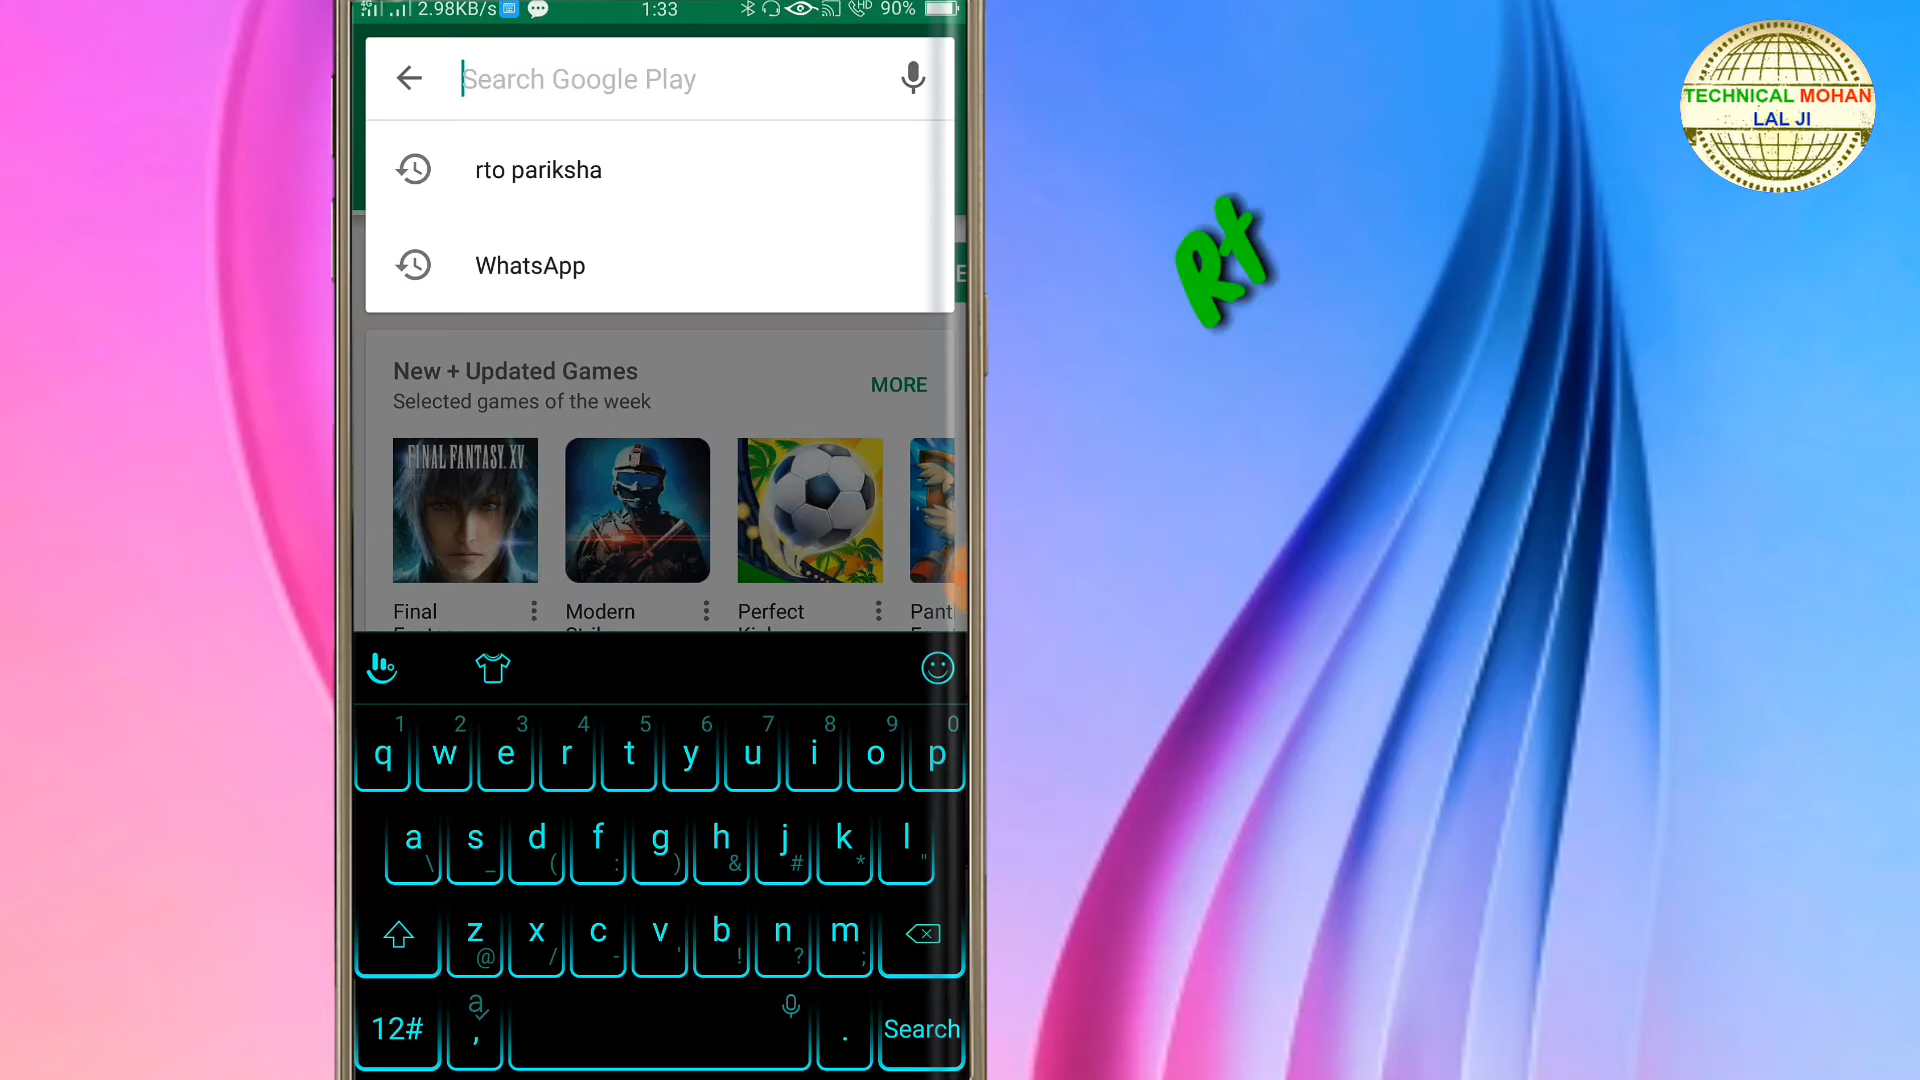 4G 2.98KB/s 1:33 HD 90%
Search Google Play
rto pariksha
WhatsApp
New + Updated Games
Selected games of the week
MORE
FINAL FANTASY XV
Final
Modern
Perfect
Pant
1 2 3 4 5 6 7 8 9 0
q w e r t y u i o p
a s d f g h j k l
\ _ ( : ) & # * "
z x c v b n m
@ / - ' ! ? ;
12# , . Search
Rt
TECHNICAL MOHAN
LAL JI